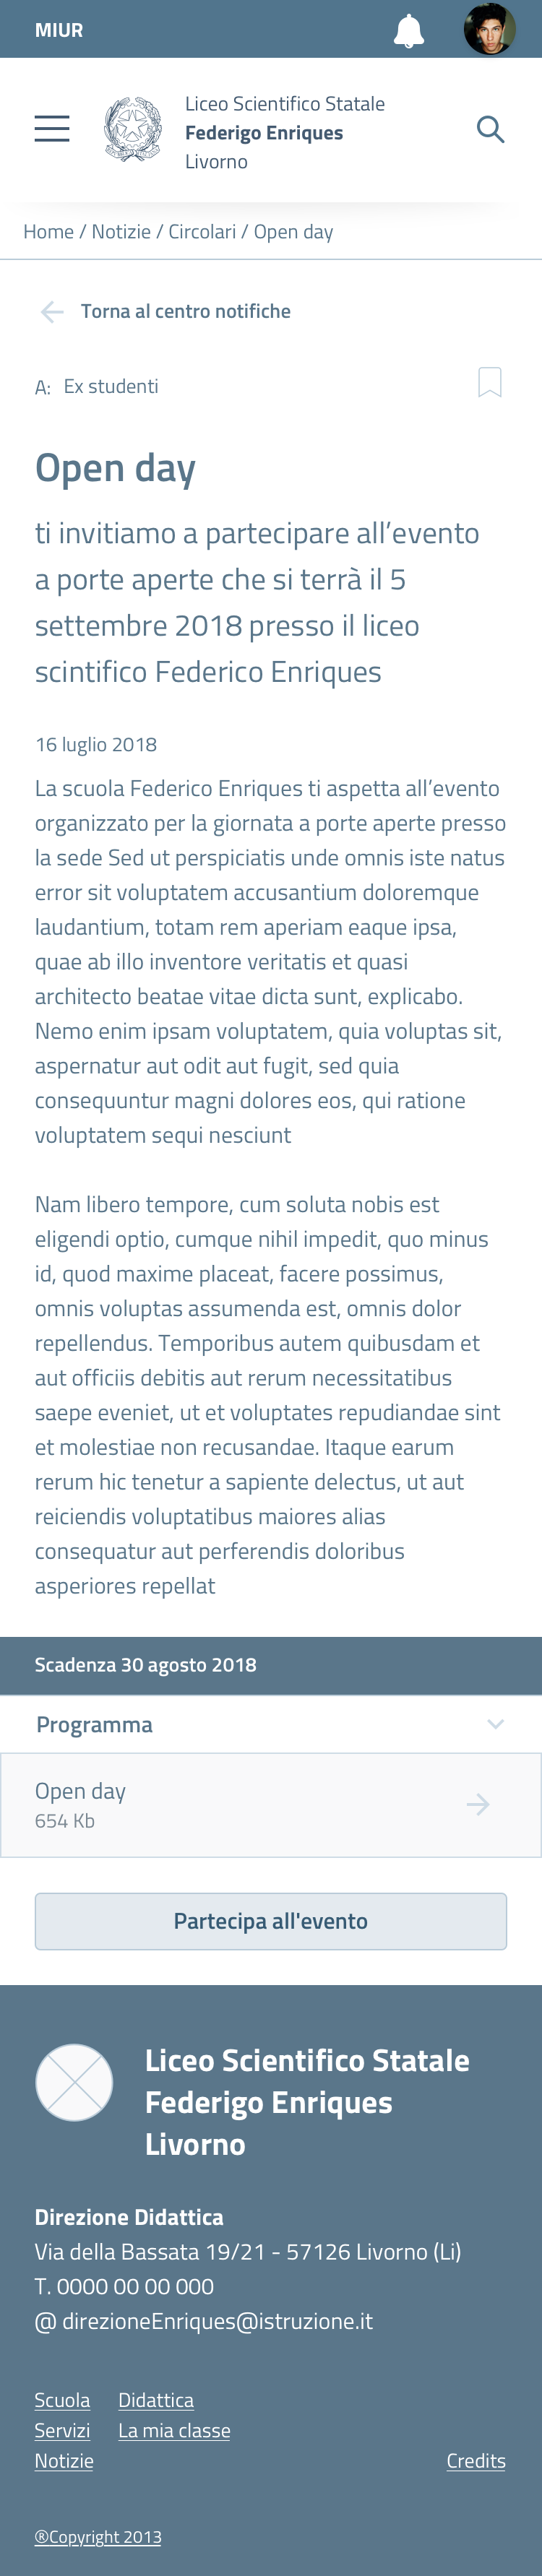 MIUR
Liceo Scientifico Statale
Federigo Enriques
Livorno
Home / Notizie / Circolari / Open day
Torna al centro notifiche
A: Ex studenti
Open day
ti invitiamo a partecipare all’evento
a porte aperte che si terrà il 5
settembre 2018 presso il liceo
scintifico Federico Enriques
16 luglio 2018
La scuola Federico Enriques ti aspetta all’evento
organizzato per la giornata a porte aperte presso
la sede Sed ut perspiciatis unde omnis iste natus
error sit voluptatem accusantium doloremque
laudantium, totam rem aperiam eaque ipsa,
quae ab illo inventore veritatis et quasi
architecto beatae vitae dicta sunt, explicabo.
Nemo enim ipsam voluptatem, quia voluptas sit,
aspernatur aut odit aut fugit, sed quia
consequuntur magni dolores eos, qui ratione
voluptatem sequi nesciunt
Nam libero tempore, cum soluta nobis est
eligendi optio, cumque nihil impedit, quo minus
id, quod maxime placeat, facere possimus,
omnis voluptas assumenda est, omnis dolor
repellendus. Temporibus autem quibusdam et
aut officiis debitis aut rerum necessitatibus
saepe eveniet, ut et voluptates repudiandae sint
et molestiae non recusandae. Itaque earum
rerum hic tenetur a sapiente delectus, ut aut
reiciendis voluptatibus maiores alias
consequatur aut perferendis doloribus
asperiores repellat
Scadenza 30 agosto 2018
Programma
Open day
654 Kb
Partecipa all'evento
Liceo Scientifico Statale
Federigo Enriques
Livorno
Direzione Didattica
Via della Bassata 19/21 - 57126 Livorno (Li)
T. 0000 00 00 000
@ direzioneEnriques@istruzione.it
Scuola Didattica
Servizi La mia classe
Notizie Credits
®Copyright 2013